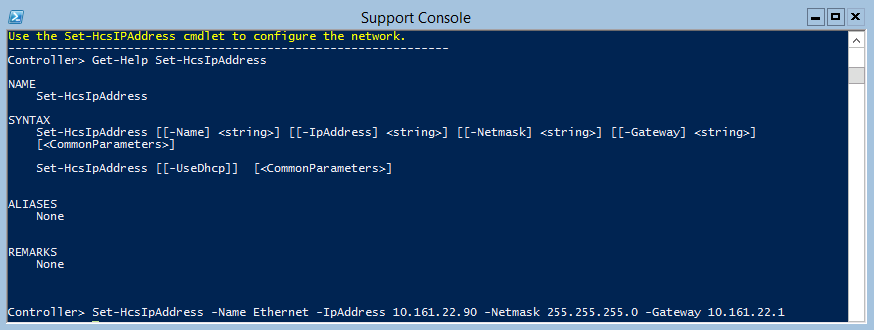 Support Console
Use the Set-HcsIPAddress cmdlet to configure the network.
----------------------------------------------------------------
Controller> Get-Help Set-HcsIpAddress
NAME
Set-HcsIpAddress
SYNTAX
Set-HcsIpAddress [[-Name] <string>] [[-IpAddress] <string>] [[-Netmask] <string>] [[-Gateway] <string>]
[<CommonParameters>]
Set-HcsIpAddress [[-UseDhcp]]  [<CommonParameters>]
ALIASES
None
REMARKS
None
Controller> Set-HcsIpAddress -Name Ethernet -IpAddress 10.161.22.90 -Netmask 255.255.255.0 -Gateway 10.161.22.1